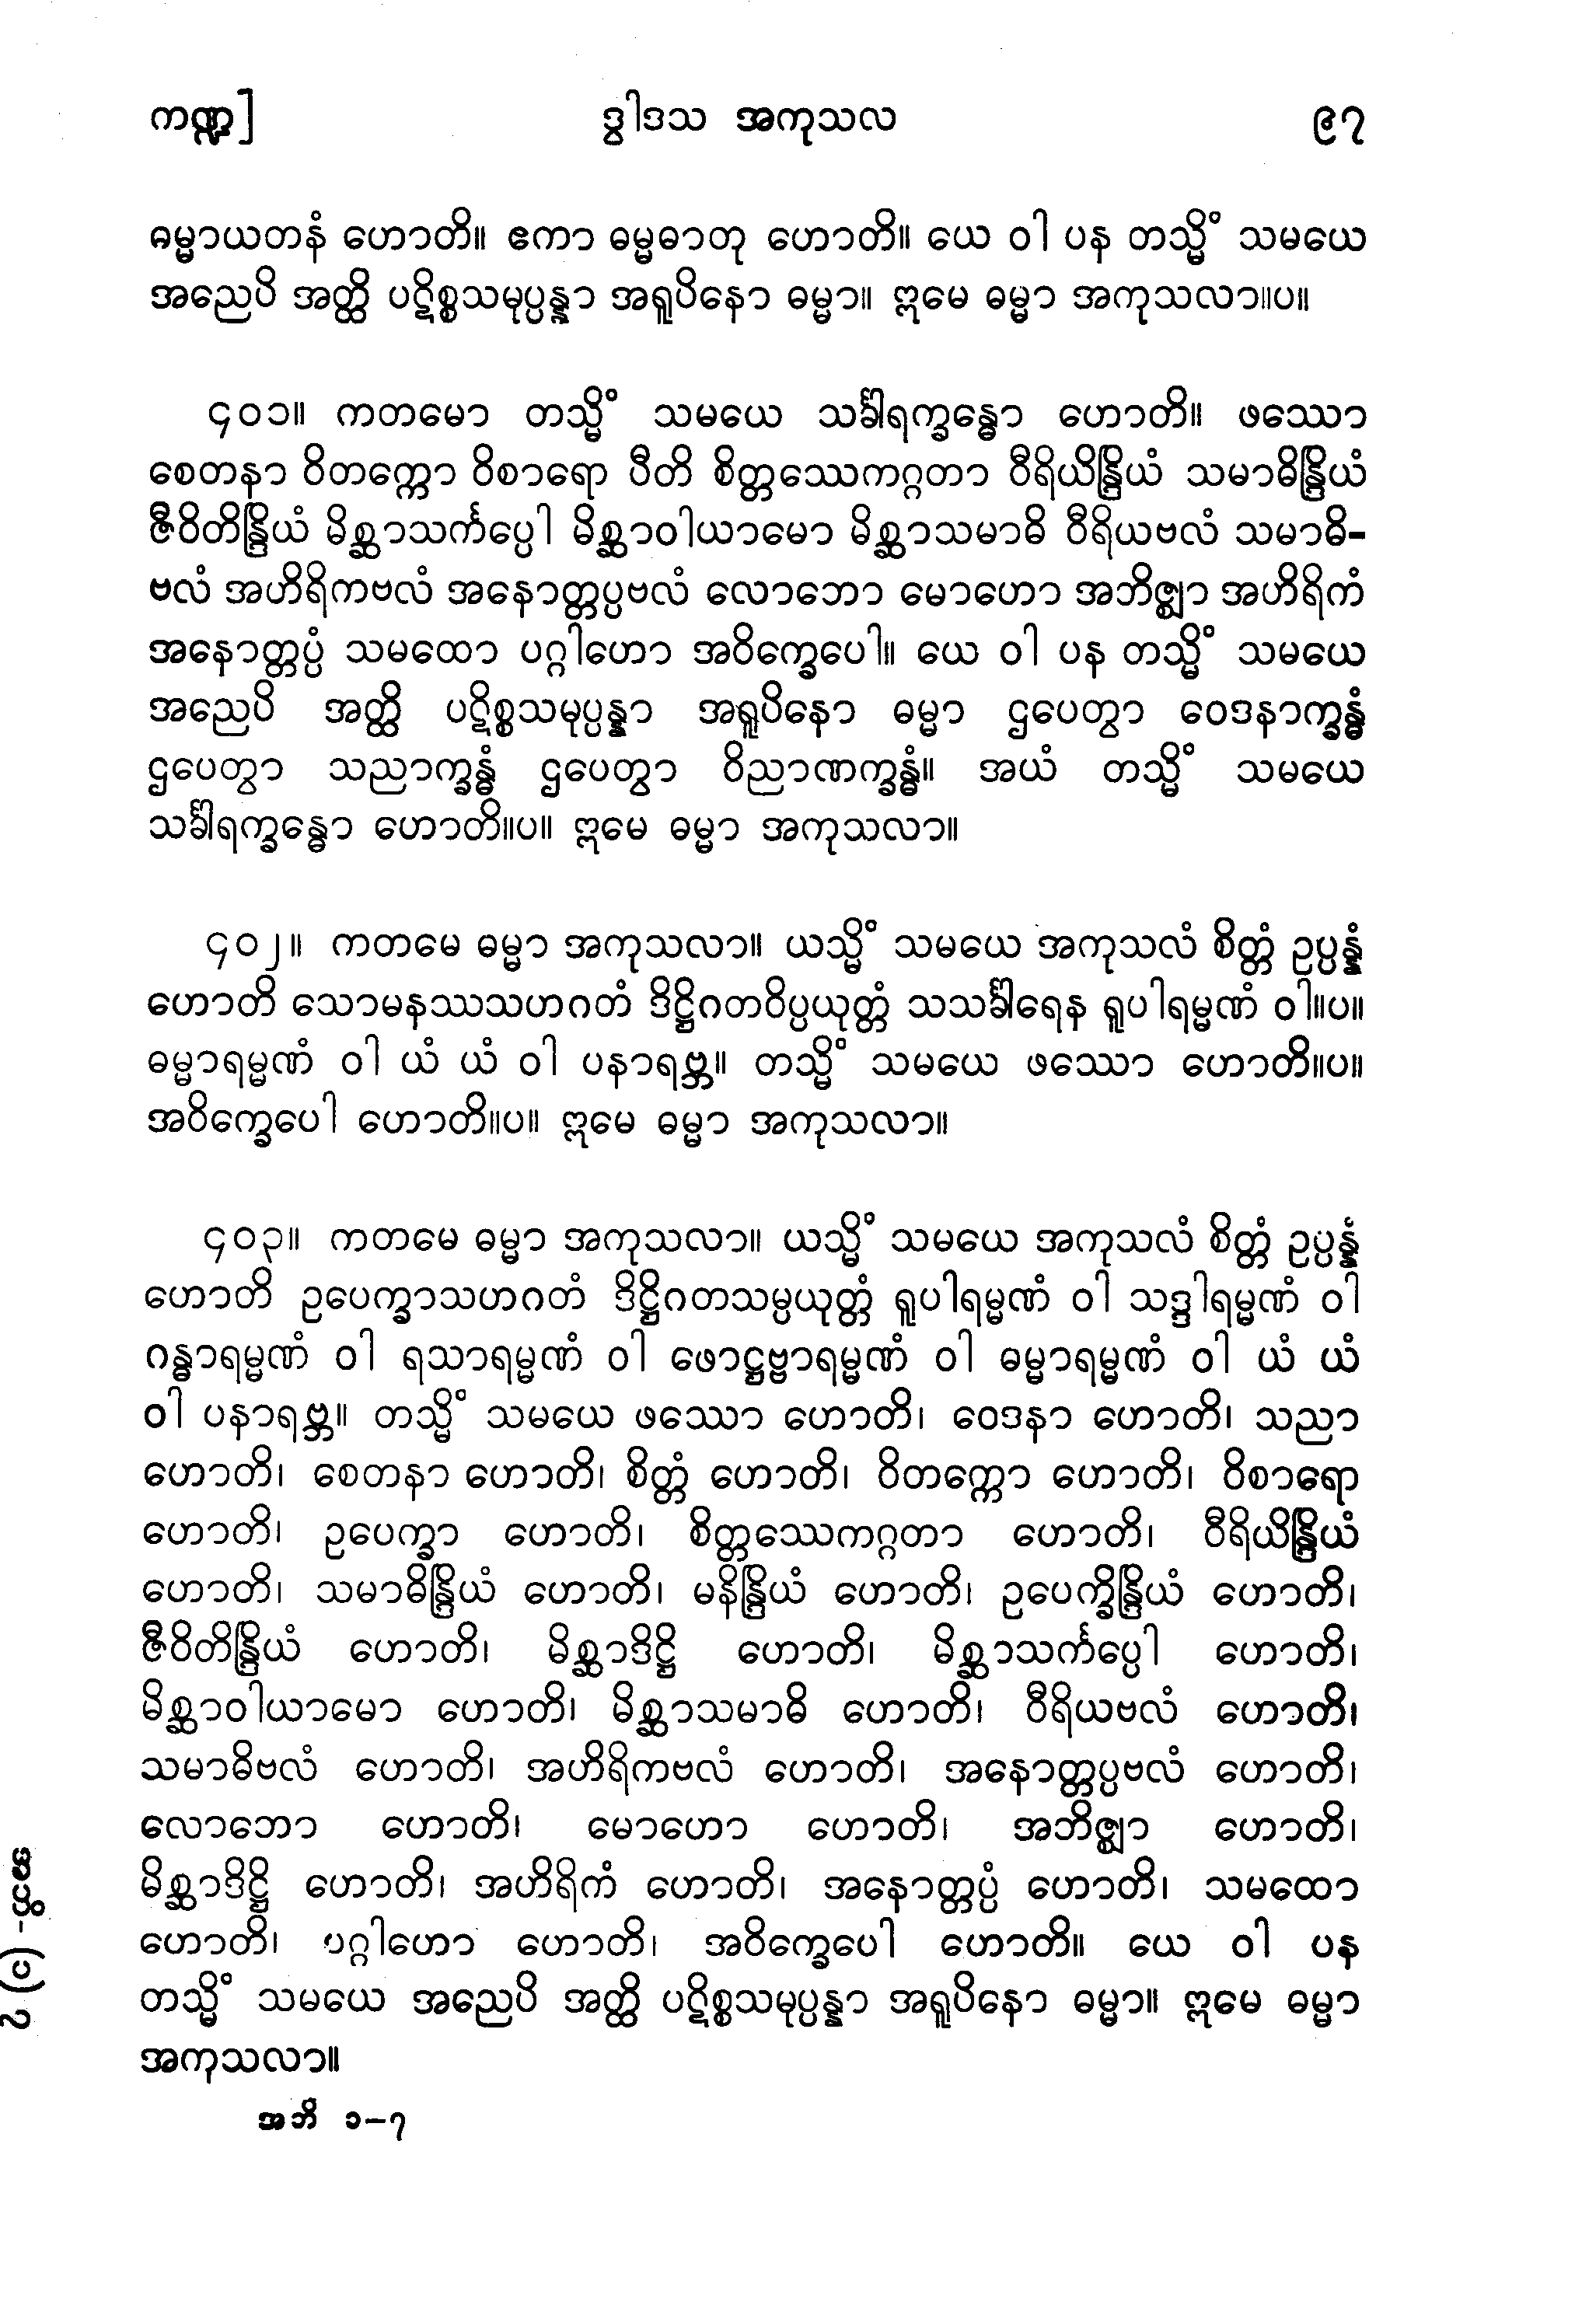 ကဏ္ဍ] ဒွါဒသ အကုသလ ၉၇
ဓမ္မာယတနံ ဟောတိ။ ဧကာ ဓမ္မဓာတု ဟောတိ။ ယေ ဝါ ပန တသ္မိံ သမယေ
အညေပိ အတ္ထိ ပဋိစ္စသမုပ္ပန္နာ အရူပိနော ဓမ္မာ။ ဣမေ ဓမ္မာ အကုသလာ။ပ။
၄၀၁။ ကတမော တသ္မိံ သမယေ သင်္ခါရက္ခန္ဓော ဟောတိ။ ဖဿော
စေတနာ ဝိတက္ကော ဝိစာရော ပီတိ စိတ္တဿေကဂ္ဂတာ ဝီရိယိန္ဒြိယံ သမာဓိန္ဒြိယံ
ဇီဝိတိန္ဒြိယံ မိစ္ဆာသင်္ကပ္ပေါ မိစ္ဆာဝါယာမော မိစ္ဆာသမာဓိ ဝီရိယဗလံ သမာဓိ-
ဗလံ အဟိရိကဗလံ အနောတ္တပ္ပဗလံ လောဘော မောဟော အဘိဇ္ဈာ အဟိရိကံ
အနောတ္တပ္ပံ သမထော ပဂ္ဂါဟော အဝိက္ခေပေါ။ ယေ ဝါ ပန တသ္မိံ သမယေ
အညေပိ အတ္ထိ ပဋိစ္စသမုပ္ပန္နာ အရူပိနော ဓမ္မာ ဌပေတွာ ဝေဒနာက္ခန္ဓံ
ဌပေတွာ သညာက္ခန္ဓံ ဌပေတွာ ဝိညာဏက္ခန္ဓံ။ အယံ တသ္မိံ သမယေ
သင်္ခါရက္ခန္ဓော ဟောတိ။ပ။ ဣမေ ဓမ္မာ အကုသလာ။
၄၀၂။ ကတမေ ဓမ္မာ အကုသလာ။ ယသ္မိံ သမယေ အကုသလံ စိတ္တံ ဥပ္ပန္နံ
ဟောတိ သောမနဿသဟဂတံ ဒိဋ္ဌိဂတဝိပ္ပယုတ္တံ သသင်္ခါရေန ရူပါရမ္မဏံ ဝါ။ပ။
ဓမ္မာရမ္မဏံ ဝါ ယံ ယံ ဝါ ပနာရဗ္ဘ။ တသ္မိံ သမယေ ဖဿော ဟောတိ။ပ။
အဝိက္ခေပေါ ဟောတိ။ပ။ ဣမေ ဓမ္မာ အကုသလာ။
၄၀၃။ ကတမေ ဓမ္မာ အကုသလာ။ ယသ္မိံ သမယေ အကုသလံ စိတ္တံ ဥပ္ပန္နံ
ဟောတိ ဥပေက္ခာသဟဂတံ ဒိဋ္ဌိဂတသမ္ပယုတ္တံ ရူပါရမ္မဏံ ဝါ သဒ္ဒါရမ္မဏံ ဝါ
ဂန္ဓာရမ္မဏံ ဝါ ရသာရမ္မဏံ ဝါ ဖောဋ္ဌဗ္ဗာရမ္မဏံ ဝါ ဓမ္မာရမ္မဏံ ဝါ ယံ ယံ
ဝါ ပနာရဗ္ဘ။ တသ္မိံ သမယေ ဖဿော ဟောတိ၊ ဝေဒနာ ဟောတိ၊ သညာ
ဟောတိ၊ စေတနာ ဟောတိ၊ စိတ္တံ ဟောတိ၊ ဝိတက္ကော ဟောတိ၊ ဝိစာရော
ဟောတိ၊ ဥပေက္ခာ ဟောတိ၊ စိတ္တဿေကဂ္ဂတာ ဟောတိ၊ ဝီရိယိန္ဒြိယံ
ဟောတိ၊ သမာဓိန္ဒြိယံ ဟောတိ၊ မနိန္ဒြိယံ ဟောတိ၊ ဥပေက္ခိန္ဒြိယံ ဟောတိ၊
ဇီဝိတိန္ဒြိယံ ဟောတိ၊ မိစ္ဆာဒိဋ္ဌိ ဟောတိ၊ မိစ္ဆာသင်္ကပ္ပေါ ဟောတိ၊
မိစ္ဆာဝါယာမော ဟောတိ၊ မိစ္ဆာသမာဓိ ဟောတိ၊ ဝီရိယဗလံ ဟောတိ၊
သမာဓိဗလံ ဟောတိ၊ အဟိရိကဗလံ ဟောတိ၊ အနောတ္တပ္ပဗလံ ဟောတိ၊
လောဘော ဟောတိ၊ မောဟော ဟောတိ၊ အဘိဇ္ဈာ ဟောတိ၊
မိစ္ဆာဒိဋ္ဌိ ဟောတိ၊ အဟိရိကံ ဟောတိ၊ အနောတ္တပ္ပံ ဟောတိ၊ သမထော
ဟောတိ၊ ပဂ္ဂါဟော ဟောတိ၊ အဝိက္ခေပေါ ဟောတိ။ ယေ ဝါ ပန
တသ္မိံ သမယေ အညေပိ အတ္ထိ ပဋိစ္စသမုပ္ပန္နာ အရူပိနော ဓမ္မာ။ ဣမေ ဓမ္မာ
အကုသလာ။
အဘိ ၁–၇